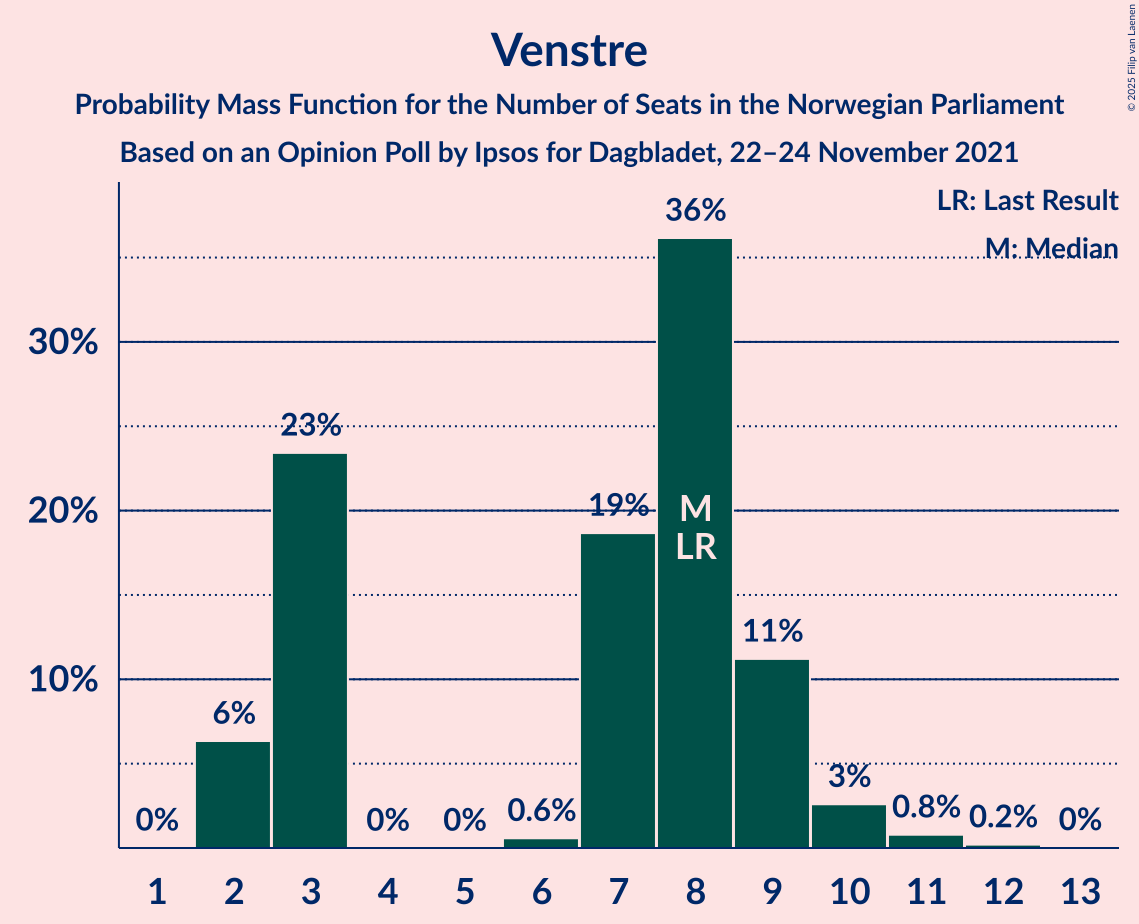 Venstre
Probability Mass Function for the Number of Seats in the Norwegian Parliament
Based on an Opinion Poll by Ipsos for Dagbladet, 22–24 November 2021
© 2025 Filip van Laenen
LR: Last Result
M: Median
30%
20%
10%
0%
6%
23%
0%
0%
0.6%
19%
36%
M
LR
11%
3%
0.8%
0.2%
0%
1 2 3 4 5 6 7 8 9 10 11 12 13